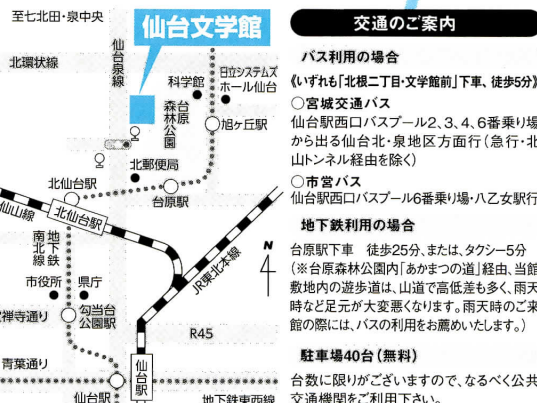 至七北田・泉中央
仙台文学館
北環状線
仙台泉線
科学館
日立システムズ
ホール仙台
台原
森林公園
旭ヶ丘駅
北郵便局
北仙台駅
台原駅
仙山線
北仙台駅
地下鉄
南北線
JR東北本線
N
市役所
県庁
勾当台
公園駅
禅寺通り
R45
青葉通り
仙台駅
仙台駅
地下鉄東西線
交通のご案内
バス利用の場合
《いずれも「北根二丁目・文学館前」下車、徒歩5分》
○宮城交通バス
仙台駅西口バスプール2、3、4、6番乗り場
から出る仙台北・泉地区方面行(急行・北
山トンネル経由を除く)
○市営バス
仙台駅西口バスプール6番乗り場・八乙女駅行
地下鉄利用の場合
台原駅下車 徒歩25分、または、タクシー5分
(※台原森林公園内「あかまつの道」経由、当館
敷地内の遊歩道は、山道で高低差も多く、雨天
時など足元が大変悪くなります。雨天時のご来
館の際には、バスの利用をお薦めいたします。)
駐車場40台(無料)
台数に限りがございますので、なるべく公共
交通機関をご利用下さい。